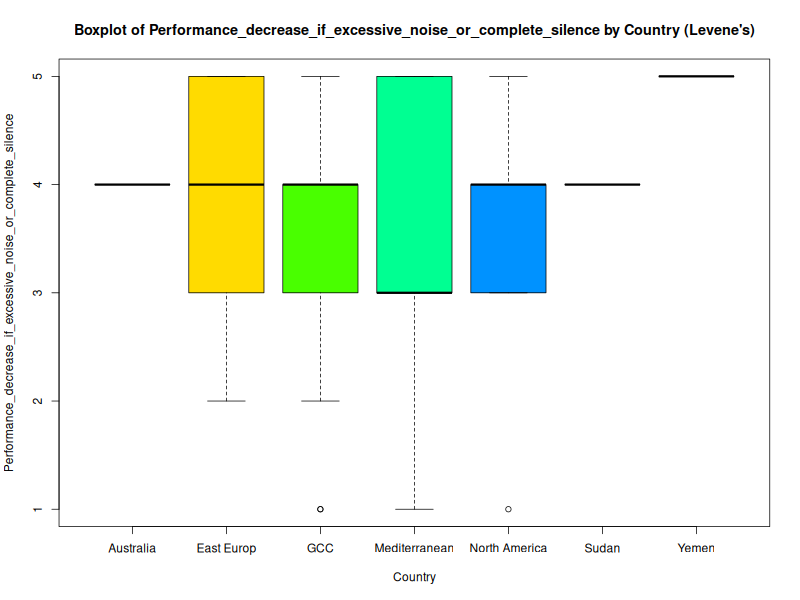 Boxplot of Performance_decrease_if_excessive_noise_or_complete_silence by Country (Levene's)
Performance_decrease_if_excessive_noise_or_complete_silence
5
4
3
2
1
Australia East Europ GCC Mediterranean North America Sudan Yemen
Country